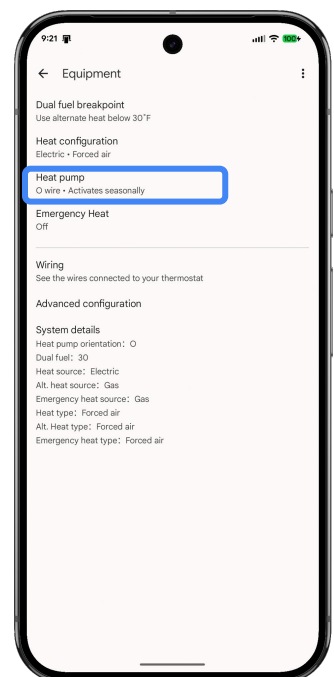 9:21
100
Equipment
Dual fuel breakpoint
Use alternate heat below 30°F
Heat configuration
Electric • Forced air
Heat pump
O wire • Activates seasonally
Emergency Heat
Off
Wiring
See the wires connected to your thermostat
Advanced configuration
System details
Heat pump orientation: O
Dual fuel: 30
Heat source: Electric
Alt. heat source: Gas
Emergency heat source: Gas
Heat type: Forced air
Alt. Heat type: Forced air
Emergency heat type: Forced air